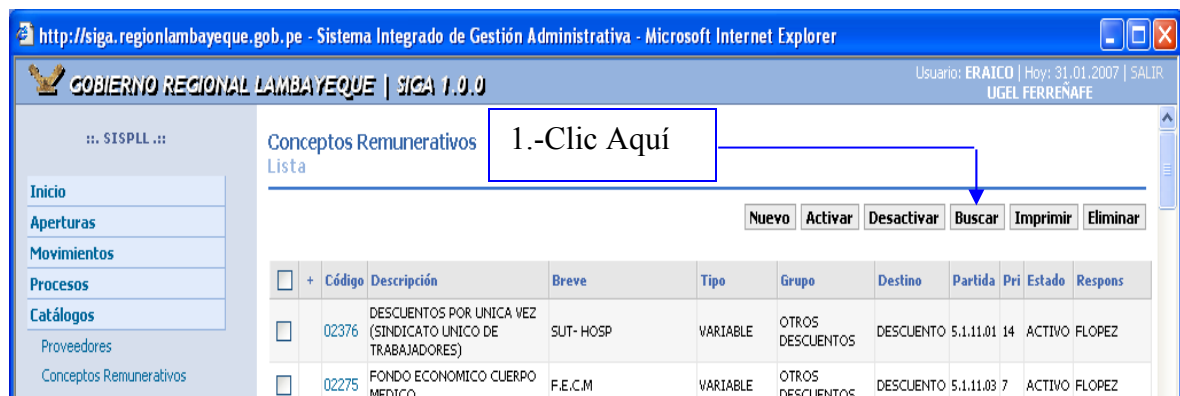 http://siga.regionlambayeque.gob.pe - Sistema Integrado de Gestión Administrativa - Microsoft Internet Explorer
GOBIERNO REGIONAL LAMBAYEQUE | SIGA 1.0.0
Usuario: ERAICO | Hoy: 31.01.2007 | SALIR
UGEL FERREÑAFE
::. SISPLL .::
Inicio
Aperturas
Movimientos
Procesos
Catálogos
Proveedores
Conceptos Remunerativos
Conceptos Remunerativos
Lista
1.-Clic Aquí
Nuevo Activar Desactivar Buscar Imprimir Eliminar
+ Código Descripción Breve Tipo Grupo Destino Partida Pri Estado Respons
02376 DESCUENTOS POR UNICA VEZ (SINDICATO UNICO DE TRABAJADORES) SUT- HOSP VARIABLE OTROS DESCUENTOS DESCUENTO 5.1.11.01 14 ACTIVO FLOPEZ
02275 FONDO ECONOMICO CUERPO MEDICO F.E.C.M VARIABLE OTROS DESCUENTOS DESCUENTO 5.1.11.03 7 ACTIVO FLOPEZ